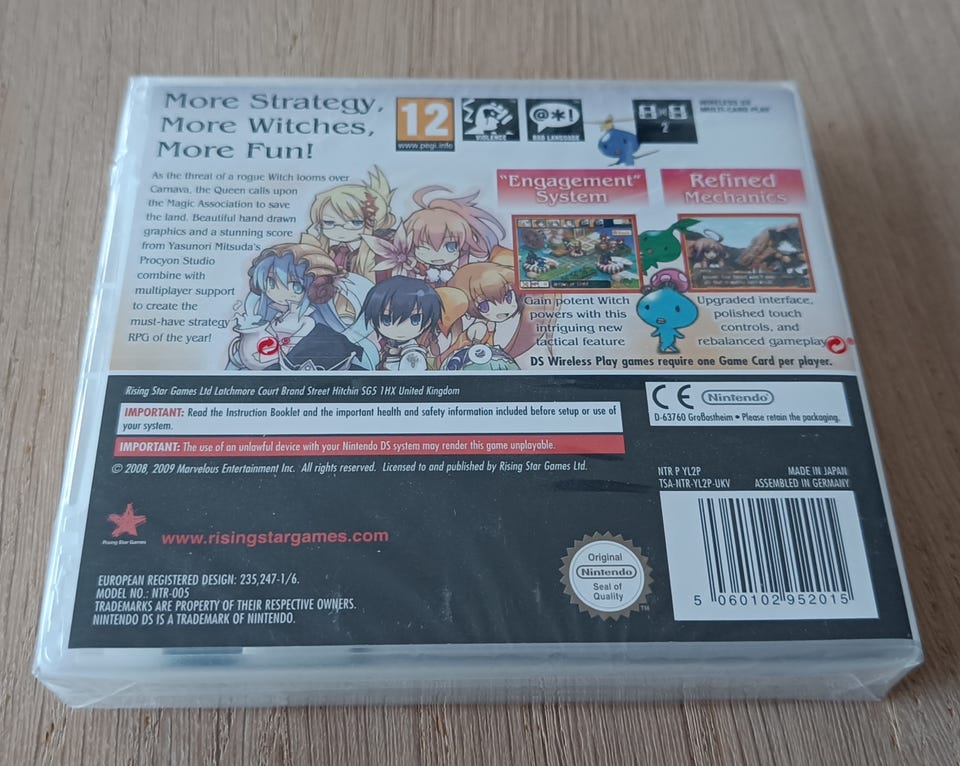 More Strategy,
More Witches,
More Fun!
12
www.pegi.info
VIOLENCE
@*!
BAD LANGUAGE
2
WIRELESS DS
MULTI-CARD PLAY
As the threat of a rogue Witch looms over
Carnava, the Queen calls upon
the Magic Association to save
the land. Beautiful hand drawn
graphics and a stunning score
from Yasunori Mitsuda's
Procyon Studio
combine with
multiplayer support
to create the
must-have strategy
RPG of the year!
"Engagement"
System
Gain potent Witch
powers with this
intriguing new
tactical feature
Refined
Mechanics
Upgraded interface,
polished touch
controls, and
rebalanced gameplay
DS Wireless Play games require one Game Card per player.
Rising Star Games Ltd Latchmore Court Brand Street Hitchin SG5 1HX United Kingdom
IMPORTANT: Read the Instruction Booklet and the important health and safety information included before setup or use of
your system.
IMPORTANT: The use of an unlawful device with your Nintendo DS system may render this game unplayable.
© 2008, 2009 Marvelous Entertainment Inc. All rights reserved. Licensed to and published by Rising Star Games Ltd.
CE Nintendo®
D-63760 Großostheim • Please retain the packaging.
NTR P YL2P
TSA-NTR-YL2P-UKV
MADE IN JAPAN
ASSEMBLED IN GERMANY
Rising Star Games
www.risingstargames.com
EUROPEAN REGISTERED DESIGN: 235,247-1/6.
MODEL NO.: NTR-005
TRADEMARKS ARE PROPERTY OF THEIR RESPECTIVE OWNERS.
NINTENDO DS IS A TRADEMARK OF NINTENDO.
Original
Nintendo
Seal of
Quality
TM
5 060102 952015